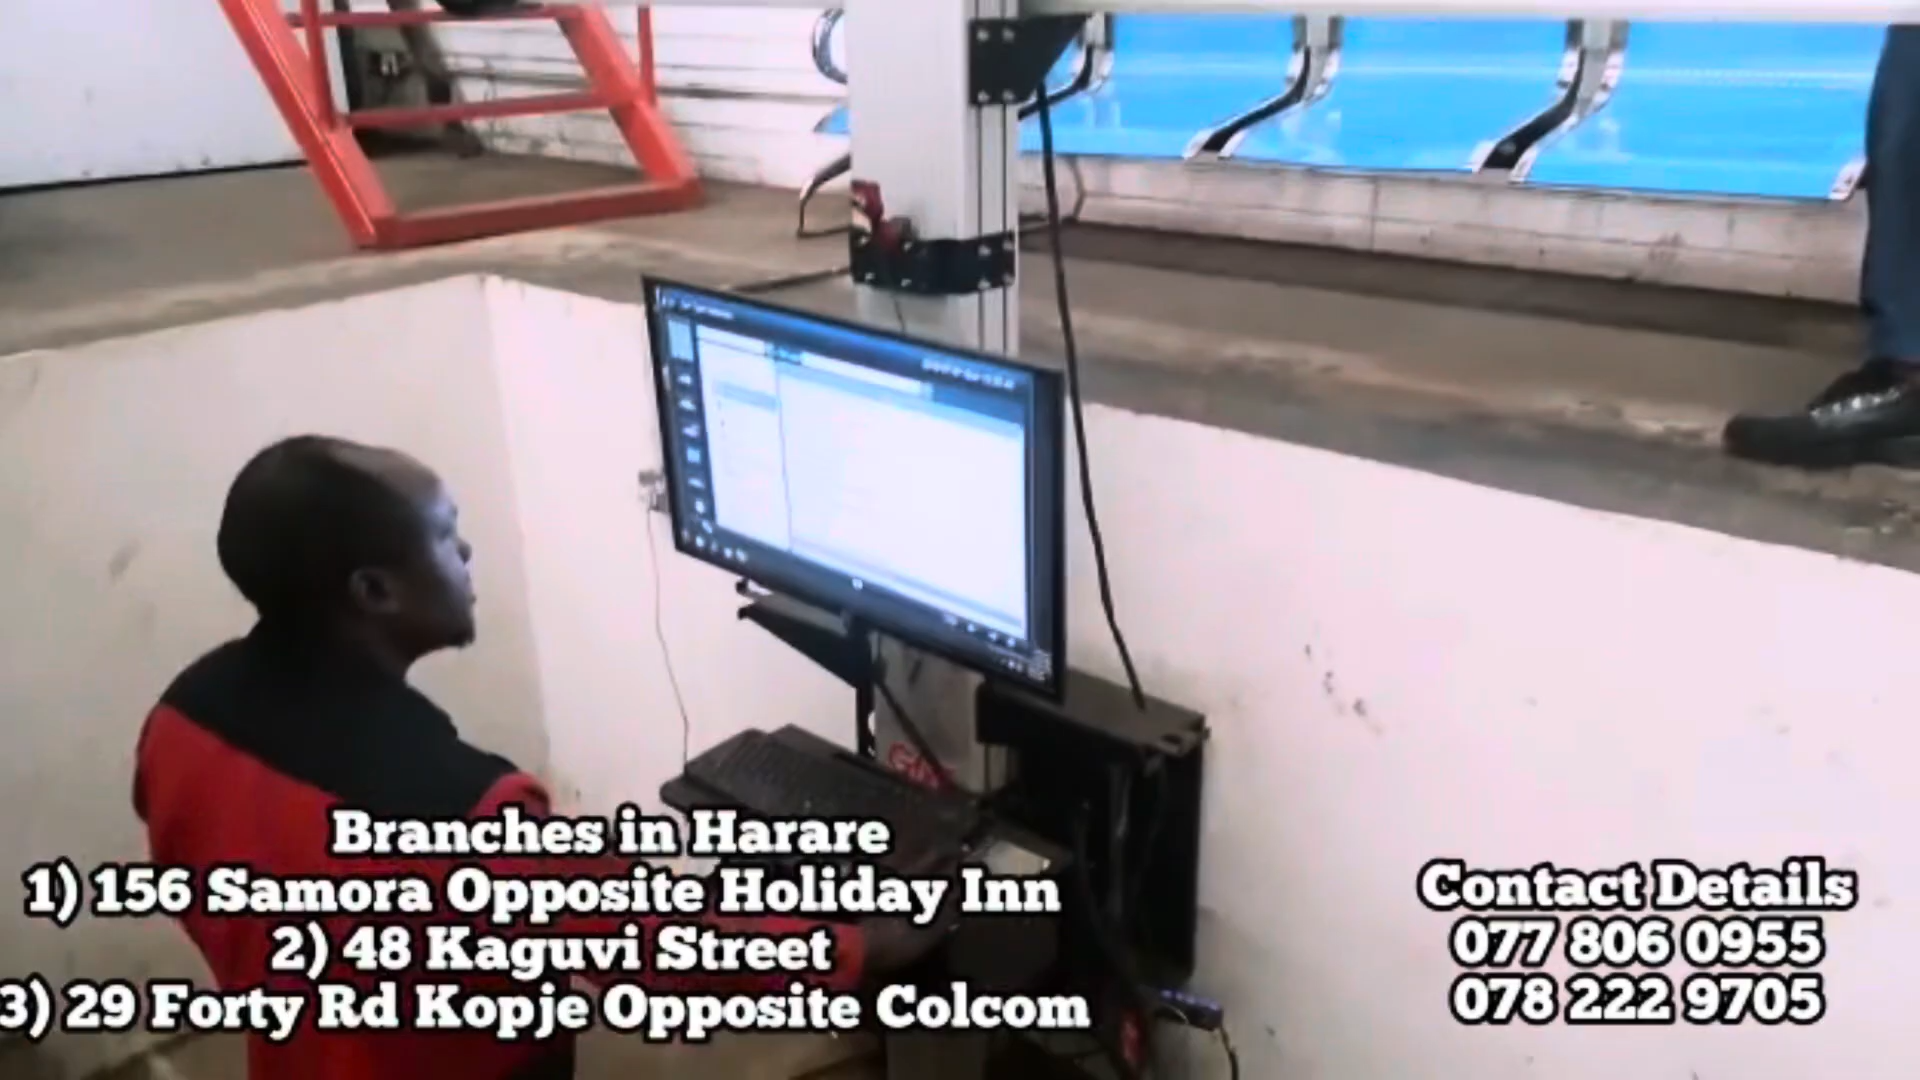 Branches in Harare
1) 156 Samora Opposite Holiday Inn
2) 48 Kaguvi Street
3) 29 Forty Rd Kopje Opposite Colcom
Contact Details
077 806 0955
078 222 9705